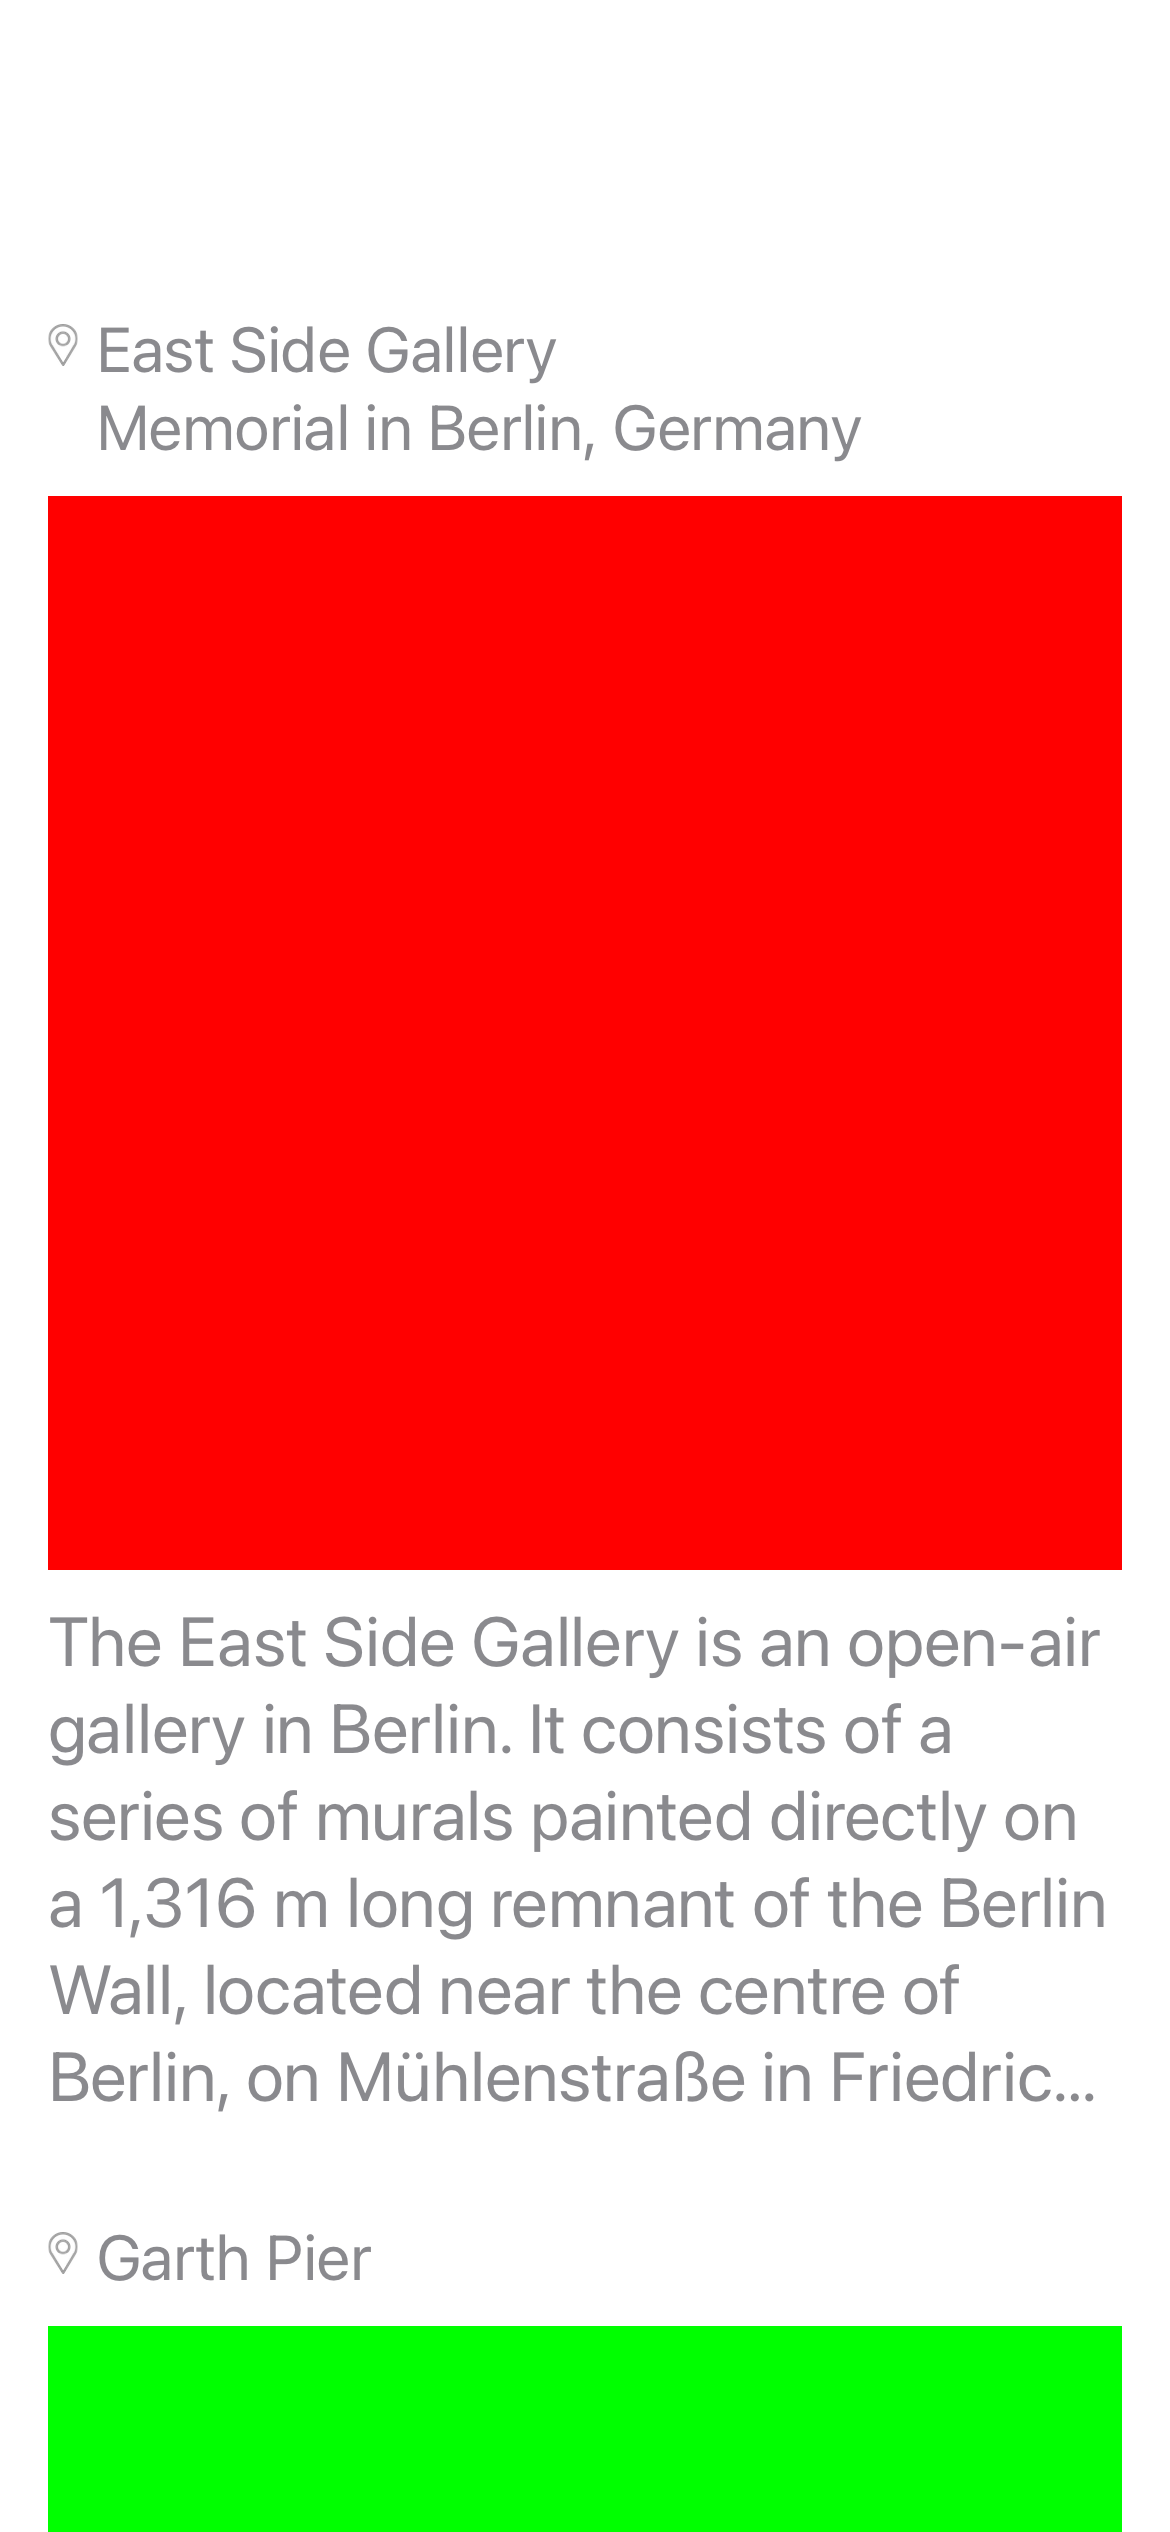 East Side Gallery
Memorial in Berlin, Germany
The East Side Gallery is an open-air
gallery in Berlin. It consists of a
series of murals painted directly on
a 1,316 m long remnant of the Berlin
Wall, located near the centre of
Berlin, on Mühlenstraße in Friedric...
Garth Pier